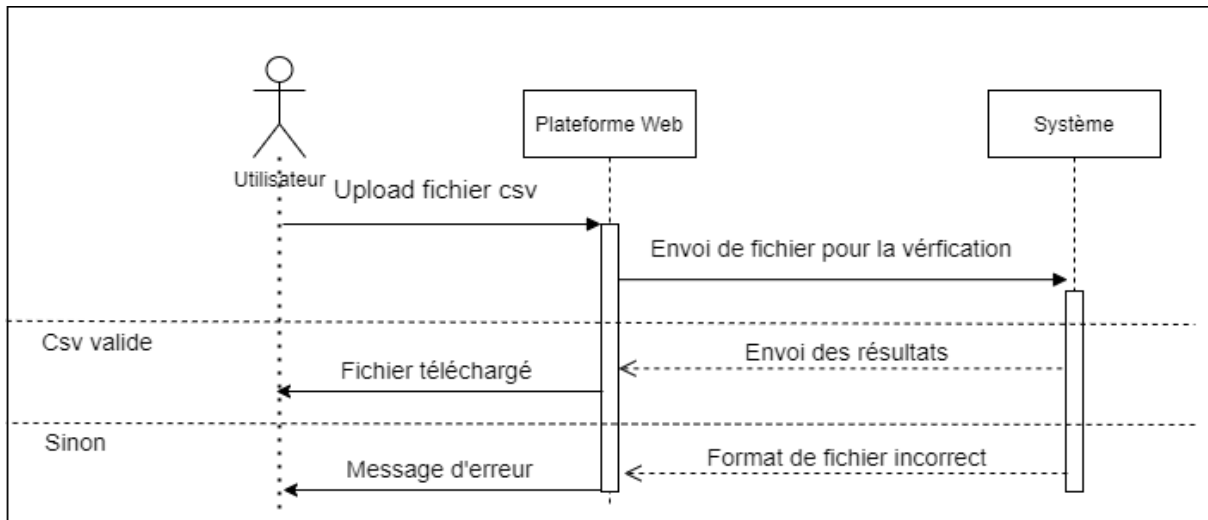 Plateforme Web
Système
Utilisateur
Upload fichier csv
Envoi de fichier pour la vérfication
Csv valide
Envoi des résultats
Fichier téléchargé
Sinon
Format de fichier incorrect
Message d'erreur